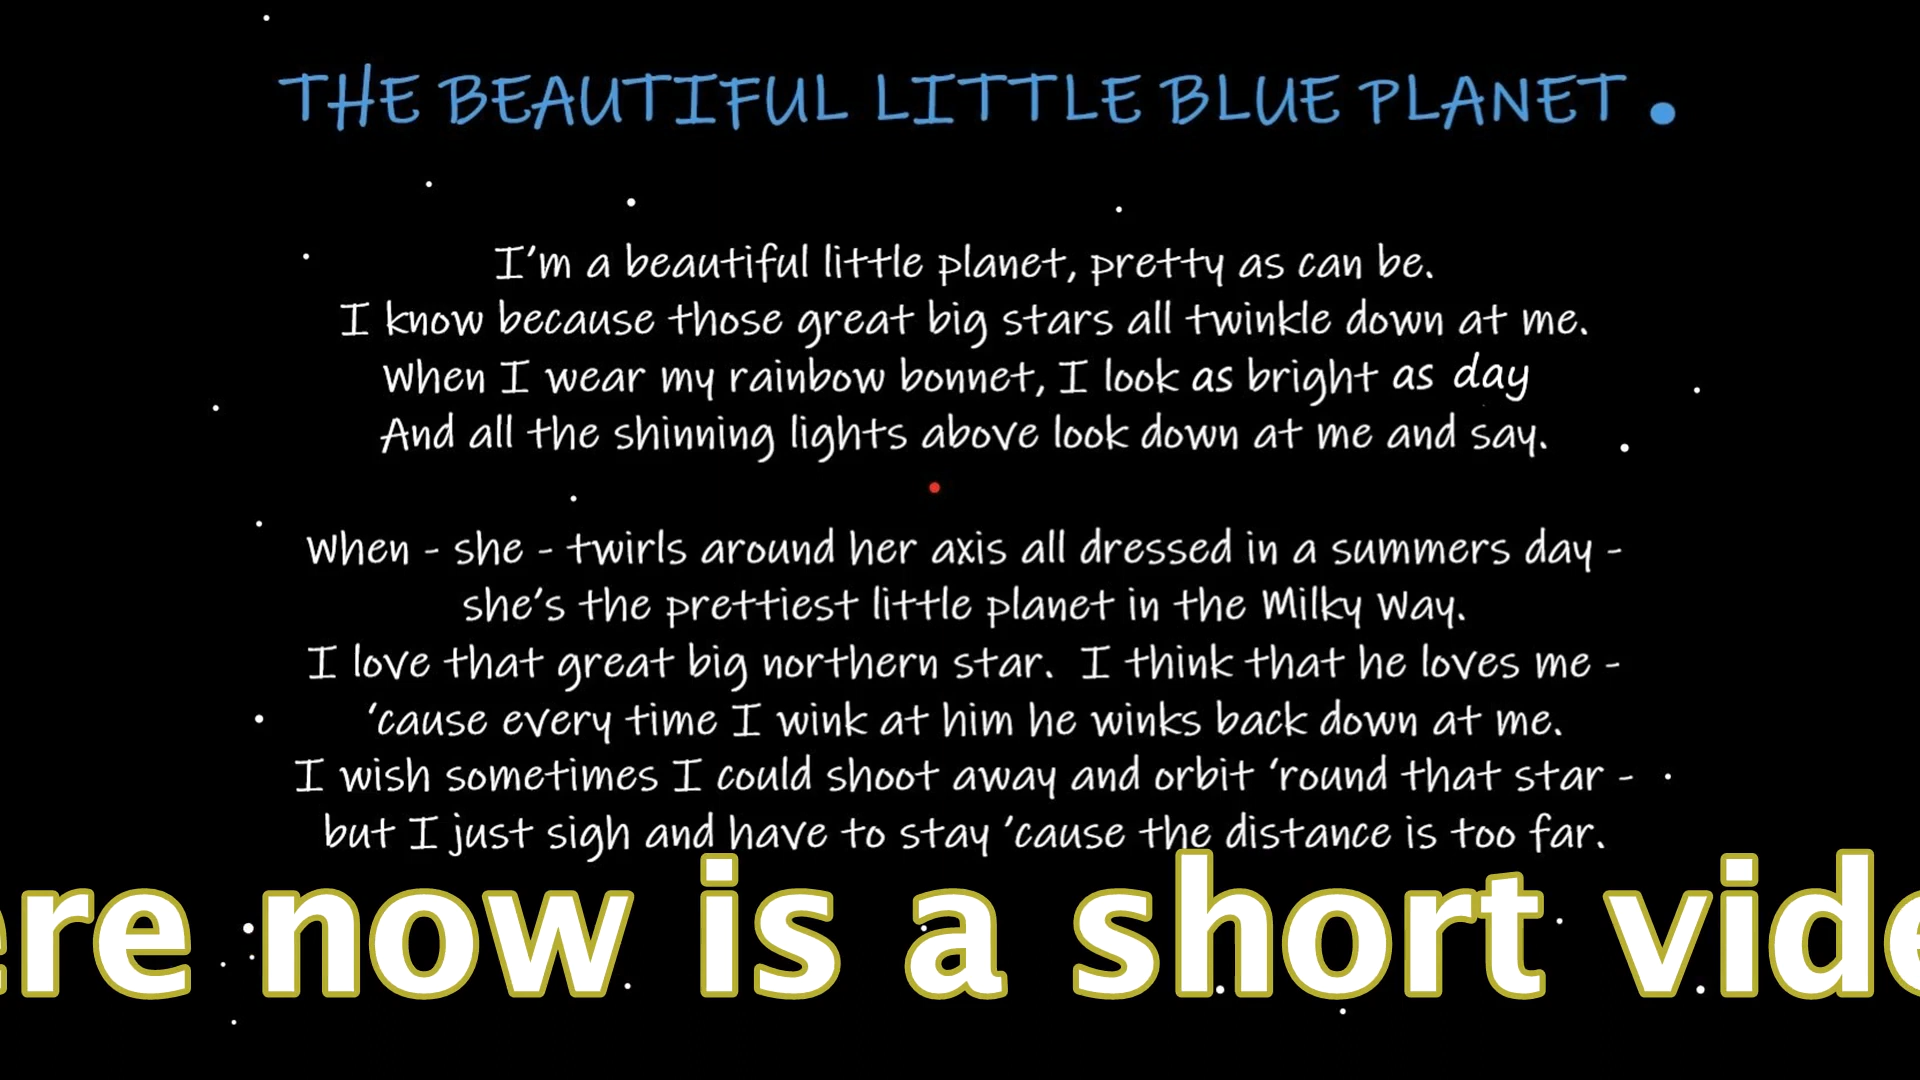 THE BEAUTIFUL LITTLE BLUE PLANET
I'm a beautiful little planet, pretty as can be.
I know because those great big stars all twinkle down at me.
When I wear my rainbow bonnet, I look as bright as day
And all the shinning lights above look down at me and say.
When - she - twirls around her axis all dressed in a summers day -
she's the prettiest little planet in the Milky Way.
I love that great big northern star. I think that he loves me -
'cause every time I wink at him he winks back down at me.
I wish sometimes I could shoot away and orbit 'round that star -
but I just sigh and have to stay 'cause the distance is too far.
ere now is a short vide